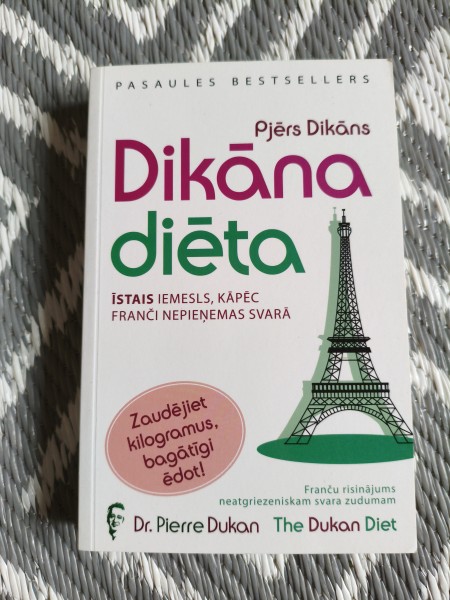 PASAULES BESTSELLERS
Pjērs Dikāns
Dikāna
diēta
ĪSTAIS IEMESLS, KĀPĒC
FRANČI NEPIEŅEMAS SVARĀ
Zaudējiet
kilogramus,
bagātīgi
ēdot!
Franču risinājums
neatgriezeniskam svara zudumam
Dr. Pierre Dukan The Dukan Diet